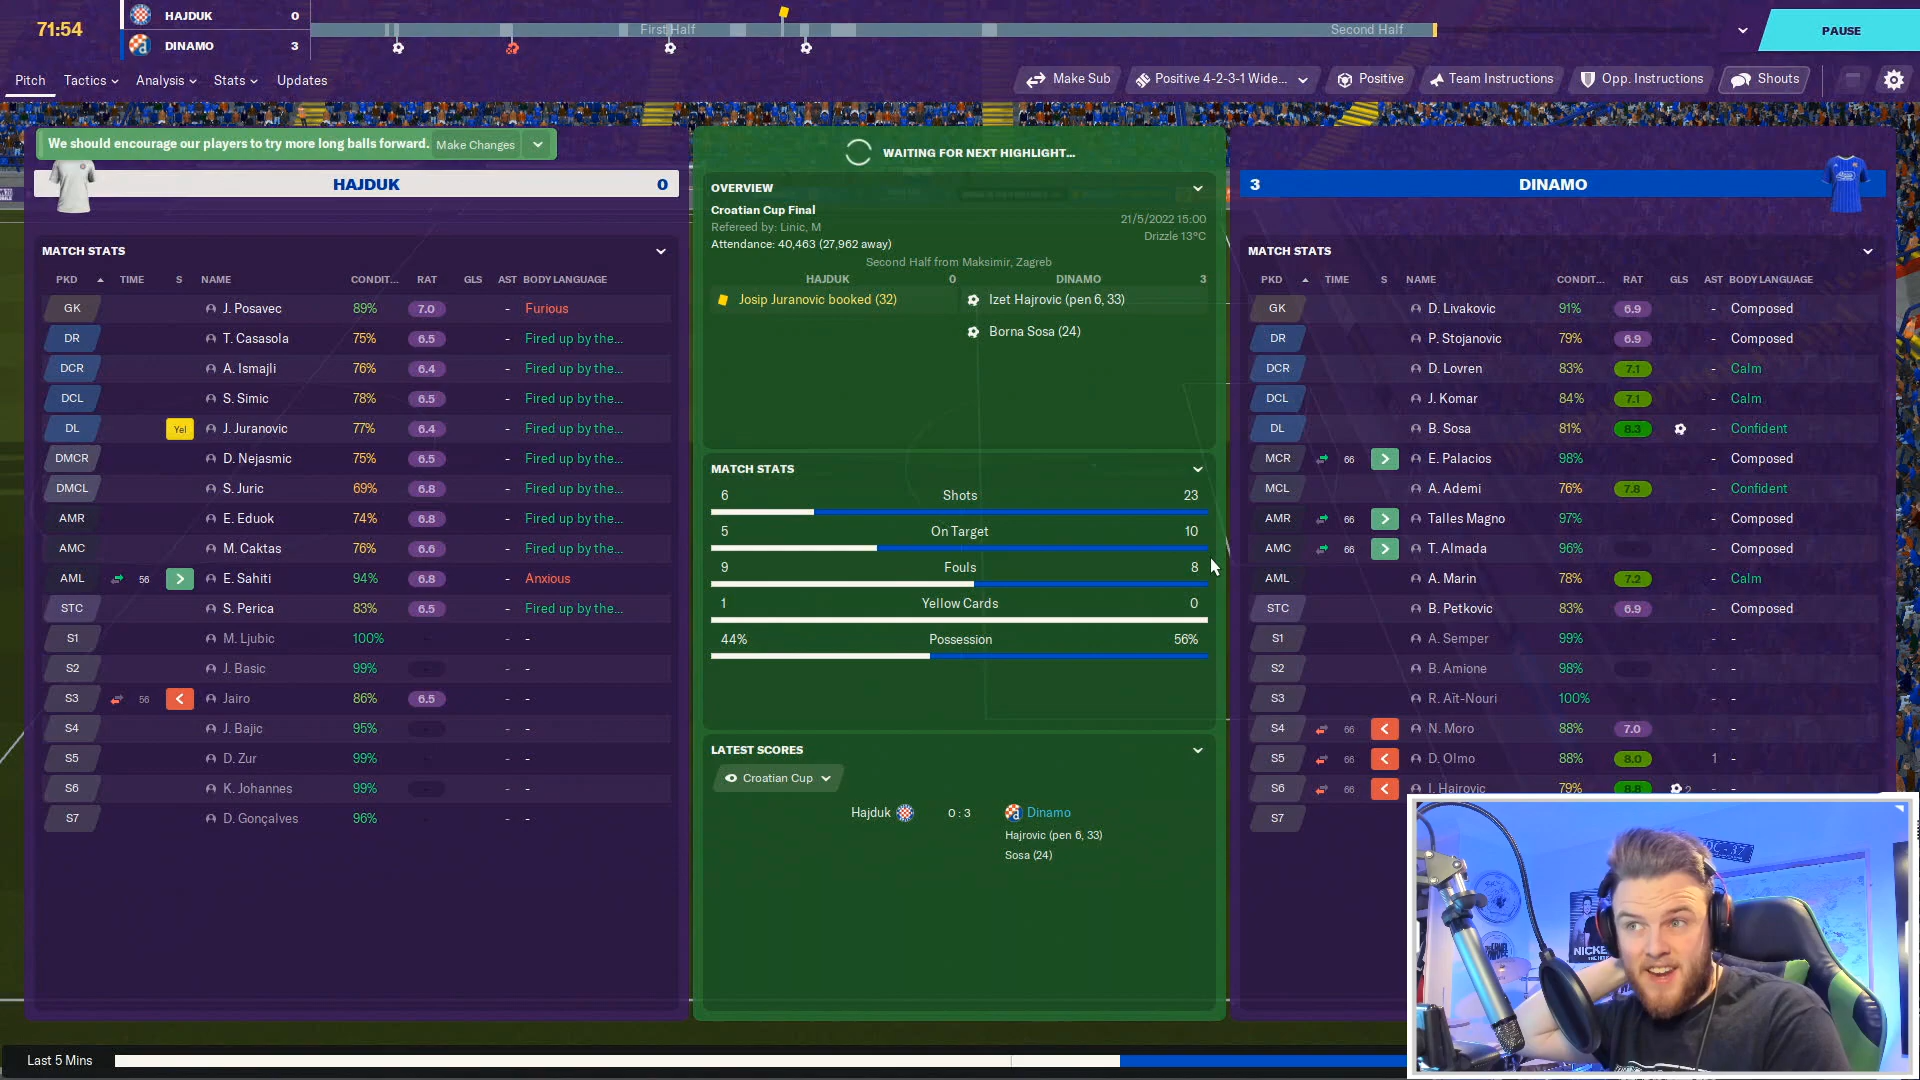 71:54
HAJDUK 0
DINAMO 3
First Half
Second Half
PAUSE
Pitch Tactics Analysis Stats Updates
Make Sub Positive 4-2-3-1 Wide... Positive Team Instructions Opp. Instructions Shouts
We should encourage our players to try more long balls forward. Make Changes
HAJDUK 0
MATCH STATS
PKD TIME S NAME CONDIT... RAT GLS AST BODY LANGUAGE
GK J. Posavec 89% 7.0 - Furious
DR T. Casasola 75% 6.5 - Fired up by the...
DCR A. Ismajli 76% 6.4 - Fired up by the...
DCL S. Simic 78% 6.5 - Fired up by the...
DL Yel J. Juranovic 77% 6.4 - Fired up by the...
DMCR D. Nejasmic 75% 6.5 - Fired up by the...
DMCL S. Juric 69% 6.8 - Fired up by the...
AMR E. Eduok 74% 6.8 - Fired up by the...
AMC M. Caktas 76% 6.6 - Fired up by the...
AML 56 E. Sahiti 94% 6.8 - Anxious
STC S. Perica 83% 6.5 - Fired up by the...
S1 M. Ljubic 100% - - -
S2 J. Basic 99% - - -
S3 56 Jairo 86% 6.5 - -
S4 J. Bajic 95% - - -
S5 D. Zur 99% - -
S6 K. Johannes 99% - - -
S7 D. Gonçalves 96% - -
WAITING FOR NEXT HIGHLIGHT...
OVERVIEW
Croatian Cup Final
Refereed by: Linic, M
Attendance: 40,463 (27,962 away)
21/5/2022 15:00
Drizzle 13°C
Second Half from Maksimir, Zagreb
HAJDUK 0 DINAMO 3
Josip Juranovic booked (32) Izet Hajrovic (pen 6, 33)
Borna Sosa (24)
MATCH STATS
6 Shots 23
5 On Target 10
9 Fouls 8
1 Yellow Cards 0
44% Possession 56%
LATEST SCORES
Croatian Cup
Hajduk 0 : 3 Dinamo
Hajrovic (pen 6, 33)
Sosa (24)
3 DINAMO
MATCH STATS
PKD TIME S NAME CONDIT... RAT GLS AST BODY LANGUAGE
GK D. Livakovic 91% 6.9 - Composed
DR P. Stojanovic 79% 6.9 - Composed
DCR D. Lovren 83% 7.1 - Calm
DCL J. Komar 84% 7.1 - Calm
DL B. Sosa 81% 8.3 - Confident
MCR 66 E. Palacios 98% - Composed
MCL A. Ademi 76% 7.8 - Confident
AMR 66 Talles Magno 97% - Composed
AMC 66 T. Almada 96% - Composed
AML A. Marin 78% 7.2 - Calm
STC B. Petkovic 83% 6.9 - Composed
S1 A. Semper 99% - -
S2 B. Amione 98% - -
S3 R. Aït-Nouri 100% - -
S4 66 N. Moro 88% 7.0 - -
S5 66 D. Olmo 88% 8.0 1 -
S6 66 I. Hajrovic 79% 8.8 2 - -
S7
NICK
Last 5 Mins